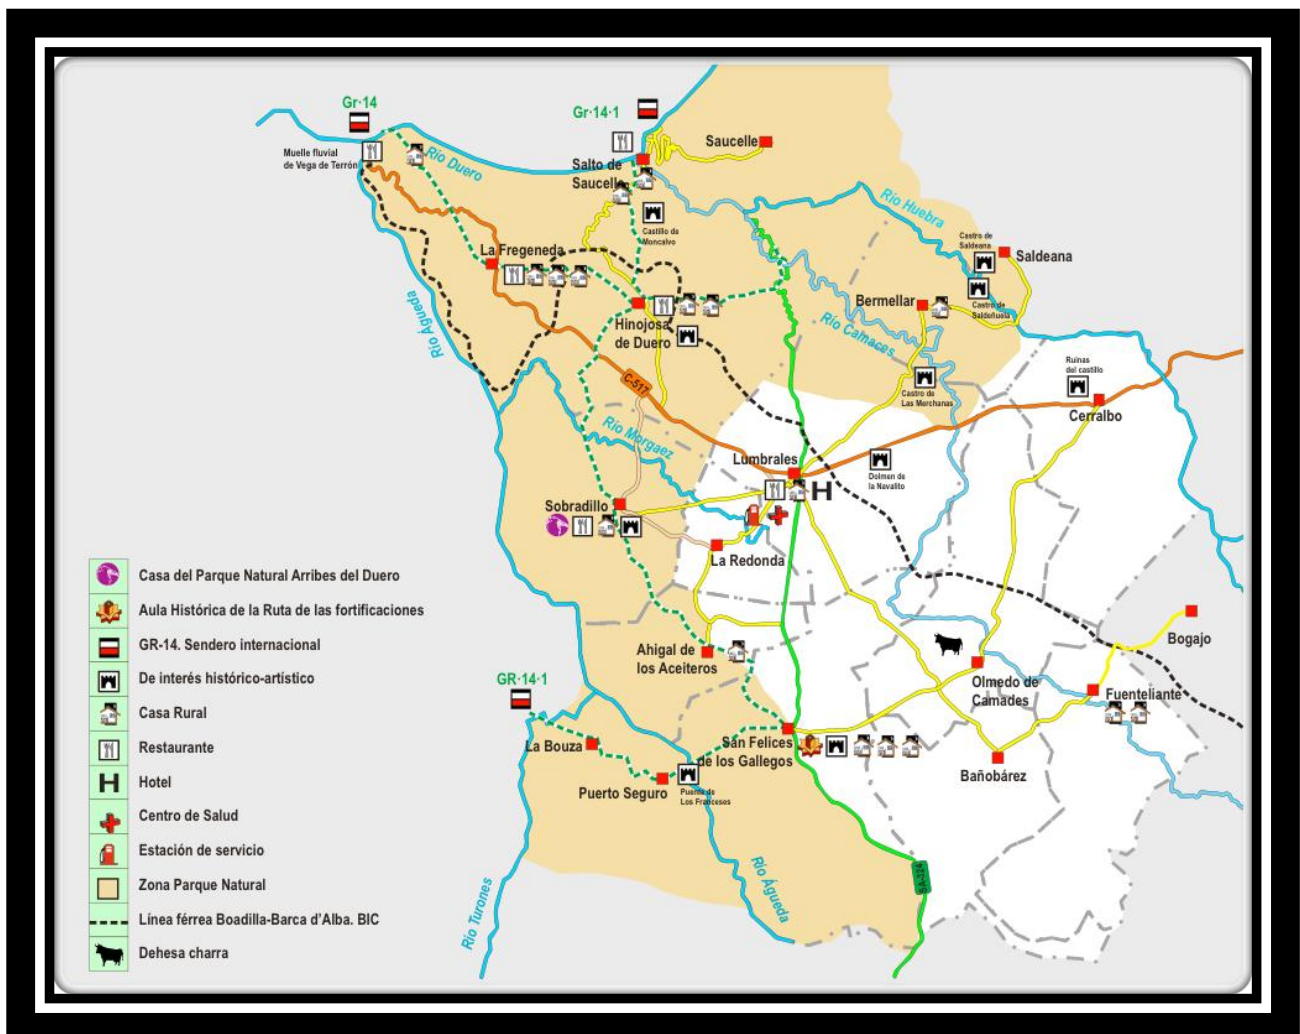 Gr·14
Gr·14·1
Muelle fluvial
de Vega de Terrón
Río Duero
Salto de
Saucelle
Saucelle
Río Huebra
Castillo de
Moncalvo
Castro de
Saldeana
Saldeana
La Fregeneda
Río Águeda
Bermellar
Castro de
Saldeñuela
Hinojosa
de Duero
Río Camaces
Ruinas
del castillo
C-517
Castro de
Las Merchanas
Cerralbo
Río Morgaez
Lumbrales
Dolmen de
la Navalito
H
Sobradillo
La Redonda
Bogajo
Ahigal de
los Aceiteros
Olmedo de
Camades
Fuenteliante
GR·14·1
La Bouza
San Felices
de los Gallegos
Bañobárez
Puerto Seguro
Puente de
Los Franceses
SA-324
Río Águeda
Río Turones
Casa del Parque Natural Arribes del Duero
Aula Histórica de la Ruta de las fortificaciones
GR-14. Sendero internacional
De interés histórico-artístico
Casa Rural
Restaurante
H Hotel
Centro de Salud
Estación de servicio
Zona Parque Natural
Línea férrea Boadilla-Barca d'Alba. BIC
Dehesa charra